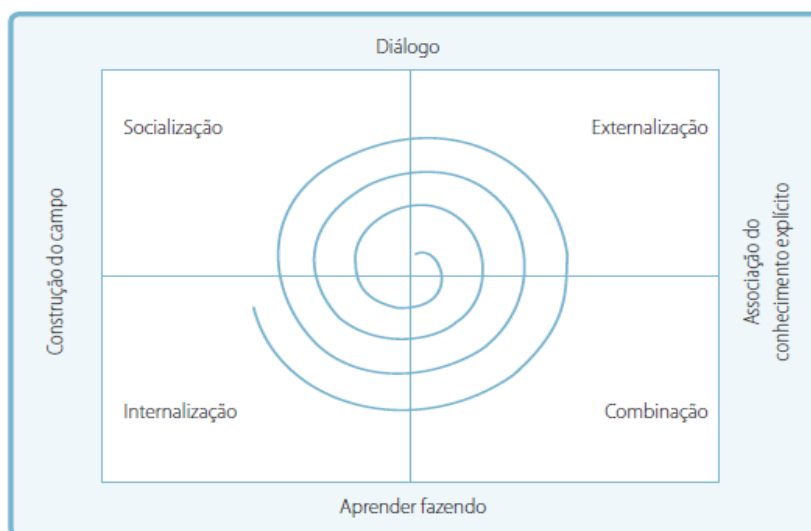 Diálogo
Socialização
Externalização
Construção do campo
Associação do
conhecimento explícito
Internalização
Combinação
Aprender fazendo